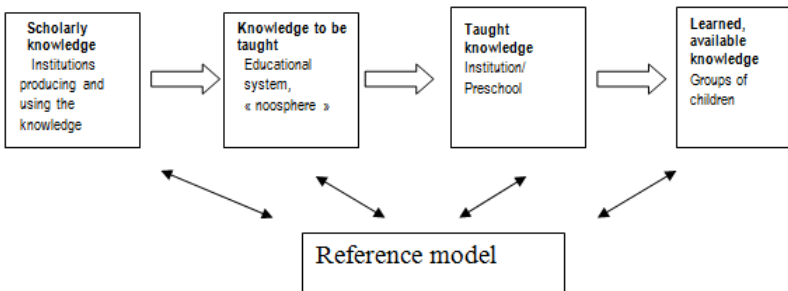 Scholarly
knowledge
Institutions
producing and
using the
knowledge
Knowledge to be
taught
Educational
system,
« noosphere »
Taught
knowledge
Institution/
Preschool
Learned,
available
knowledge
Groups of
children
Reference model